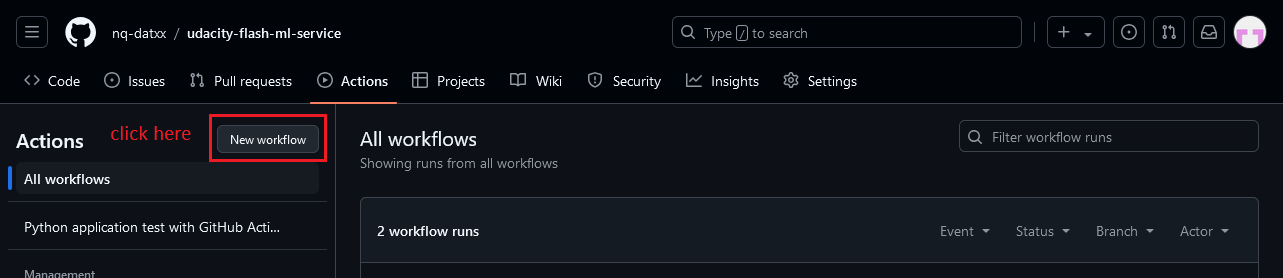 nq-datxx / udacity-flash-ml-service
Type / to search
Code Issues Pull requests Actions Projects Wiki Security Insights Settings
Actions
click here
New workflow
All workflows
Python application test with GitHub Acti...
Management
All workflows
Showing runs from all workflows
Filter workflow runs
2 workflow runs
Event Status Branch Actor